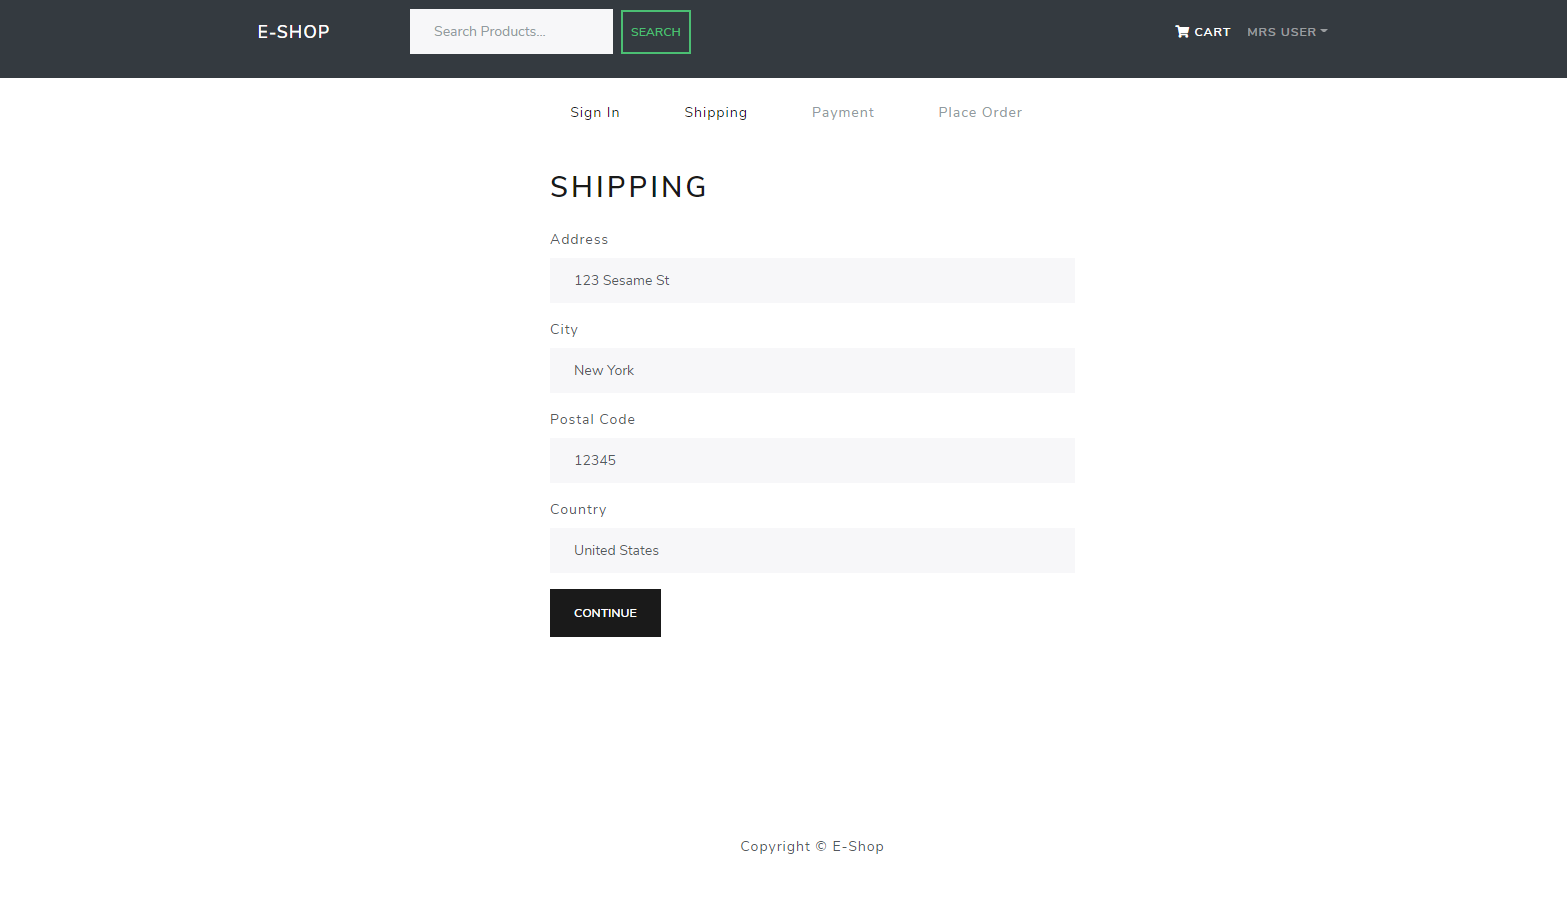 E-SHOP Search Products... SEARCH CART MRS USER
Sign In Shipping Payment Place Order
SHIPPING
Address
123 Sesame St
City
New York
Postal Code
12345
Country
United States
CONTINUE
Copyright © E-Shop